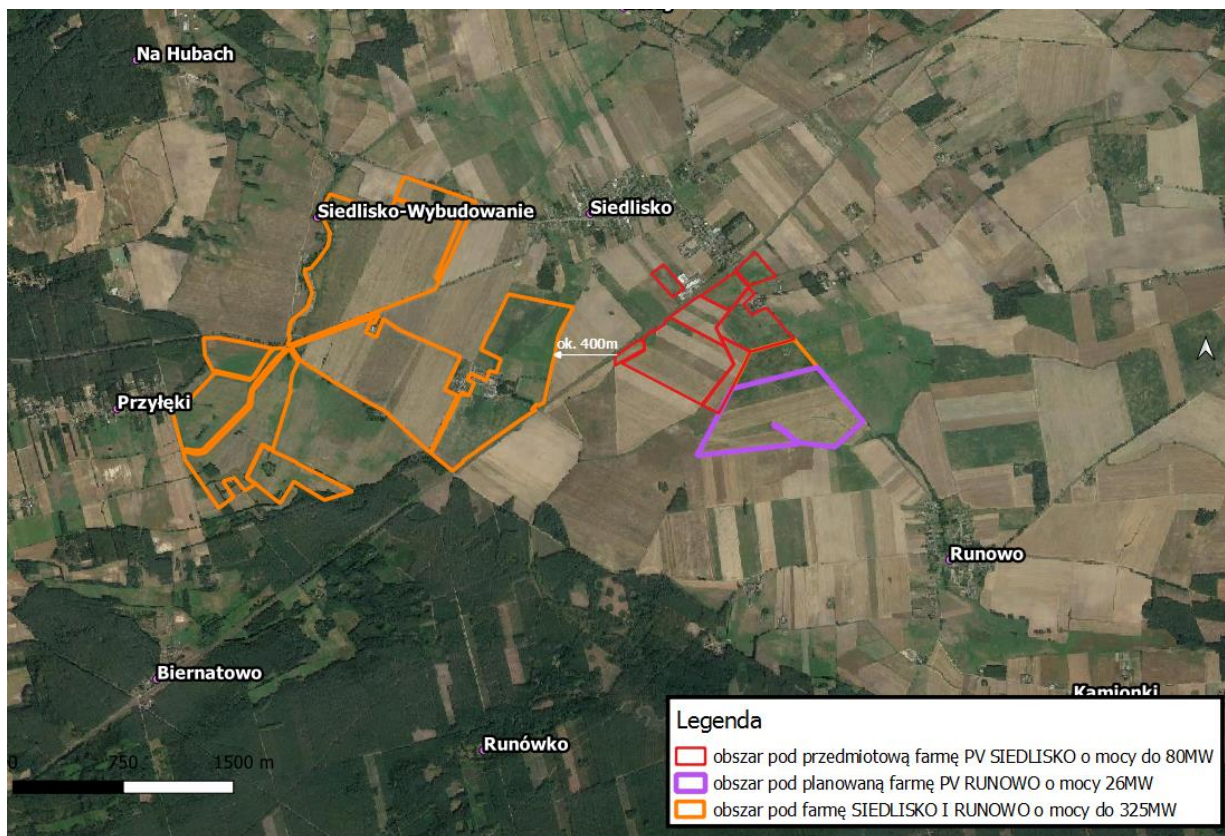 Na Hubach
Siedlisko-Wybudowanie
Siedlisko
ok. 400m
Przyłęki
Runowo
Biernatowo
Kamionki
Runówko
750 1500 m
Legenda
obszar pod przedmiotową farmę PV SIEDLISKO o mocy do 80MW
obszar pod planowaną farmę PV RUNOWO o mocy 26MW
obszar pod farmę SIEDLISKO I RUNOWO o mocy do 325MW